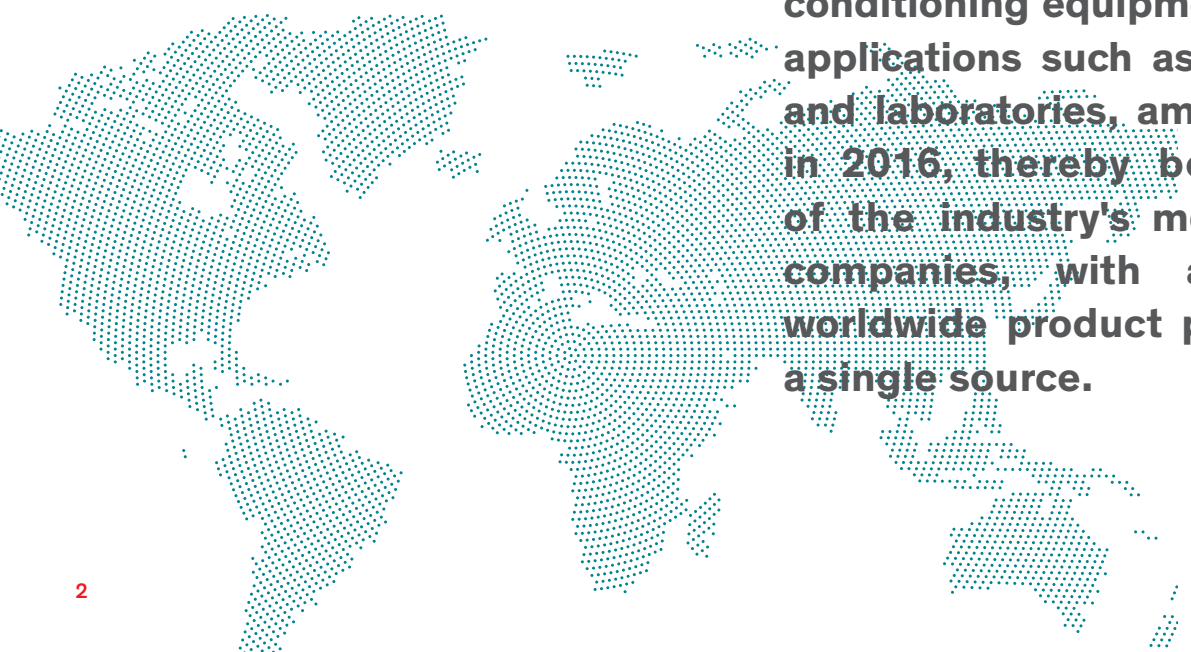 conditioning equipm
applications such as
and laboratories, am
in 2016, thereby be
of the industry's m
companies, with a
worldwide product p
a single source.
2